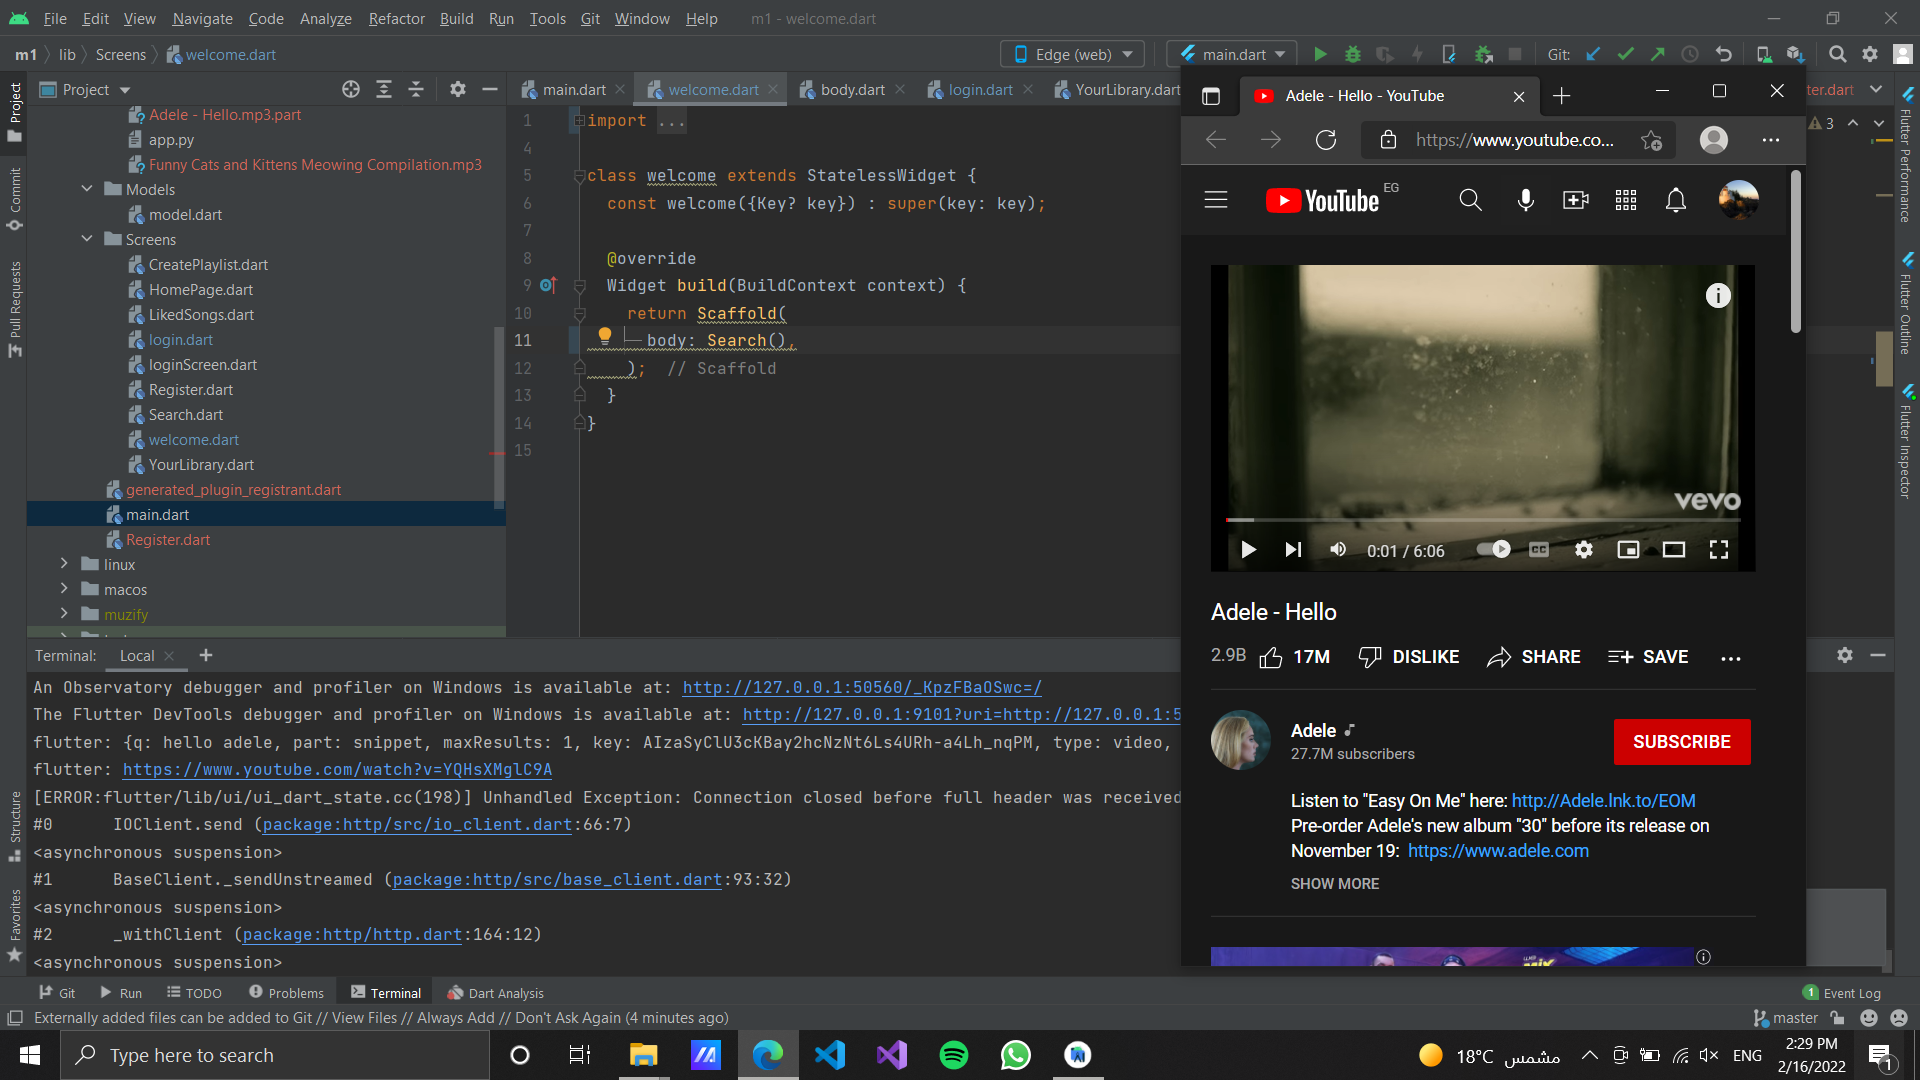 File Edit View Navigate Code Analyze Refactor Build Run Tools Git Window Help m1 - welcome.dart
m1 lib Screens welcome.dart
Edge (web)
main.dart
Git:
Project
main.dart
welcome.dart
body.dart
login.dart
YourLibrary.dart
ter.dart
3
Project
Commit
Pull Requests
Structure
Favorites
Adele - Hello.mp3.part
app.py
Funny Cats and Kittens Meowing Compilation.mp3
Models
model.dart
Screens
CreatePlaylist.dart
HomePage.dart
LikedSongs.dart
login.dart
loginScreen.dart
Register.dart
Search.dart
welcome.dart
YourLibrary.dart
generated_plugin_registrant.dart
main.dart
Register.dart
linux
macos
muzify
1 import ...
4
5 class welcome extends StatelessWidget {
6 const welcome({Key? key}) : super(key: key);
7
8 @override
9 Widget build(BuildContext context) {
10 return Scaffold(
11 body: Search(),
12 ); // Scaffold
13 }
14 }
15
Adele - Hello - YouTube
https://www.youtube.co...
YouTube EG
vevo
0:01 / 6:06
CC
Adele - Hello
2.9B 17M DISLIKE SHARE SAVE
Adele
27.7M subscribers
SUBSCRIBE
Listen to "Easy On Me" here: http://Adele.lnk.to/EOM
Pre-order Adele's new album "30" before its release on
November 19: https://www.adele.com
SHOW MORE
Flutter Performance
Flutter Outline
Flutter Inspector
Terminal: Local
An Observatory debugger and profiler on Windows is available at: http://127.0.0.1:50560/_KpzFBaOSwc=/
The Flutter DevTools debugger and profiler on Windows is available at: http://127.0.0.1:9101?uri=http://127.0.0.1:5
flutter: {q: hello adele, part: snippet, maxResults: 1, key: AIzaSyClU3cKBay2hcNzNt6Ls4URh-a4Lh_nqPM, type: video,
flutter: https://www.youtube.com/watch?v=YQHsXMglC9A
[ERROR:flutter/lib/ui/ui_dart_state.cc(198)] Unhandled Exception: Connection closed before full header was received
#0 IOClient.send (package:http/src/io_client.dart:66:7)
<asynchronous suspension>
#1 BaseClient._sendUnstreamed (package:http/src/base_client.dart:93:32)
<asynchronous suspension>
#2 _withClient (package:http/http.dart:164:12)
<asynchronous suspension>
Git Run TODO Problems Terminal Dart Analysis
1 Event Log
Externally added files can be added to Git // View Files // Always Add // Don't Ask Again (4 minutes ago)
master
Type here to search
18°C مشمس
ENG
2:29 PM
2/16/2022
1